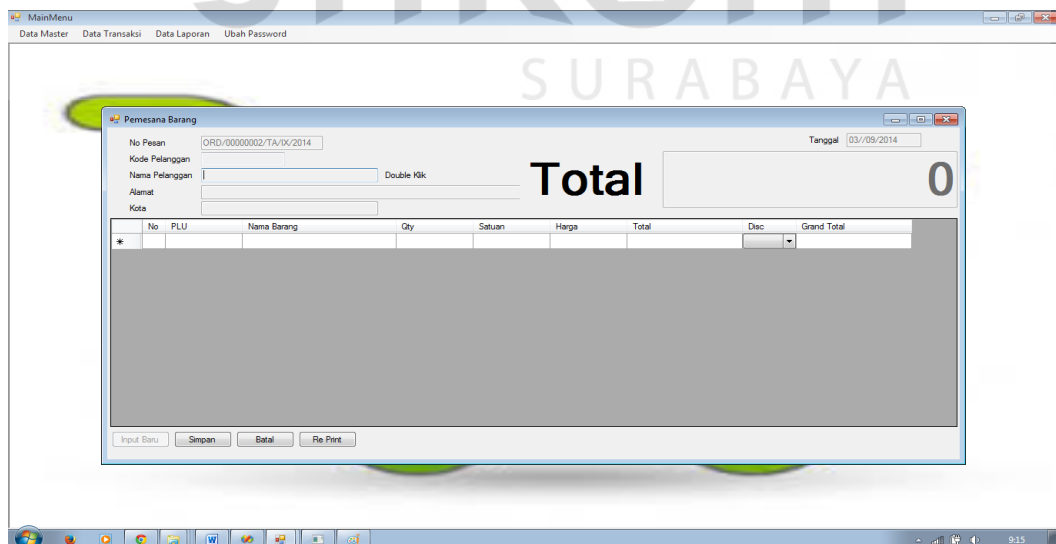 MainMenu
Data Master Data Transaksi Data Laporan Ubah Password
SURABAYA
Pemesana Barang
No Pesan ORD/00000002/TA/IX/2014
Tanggal 03//09/2014
Kode Pelanggan
Nama Pelanggan Double Klik
Alamat
Kota
Total 0
No PLU Nama Barang Qty Satuan Harga Total Disc Grand Total
Input Baru Simpan Batal Re Print
9:15